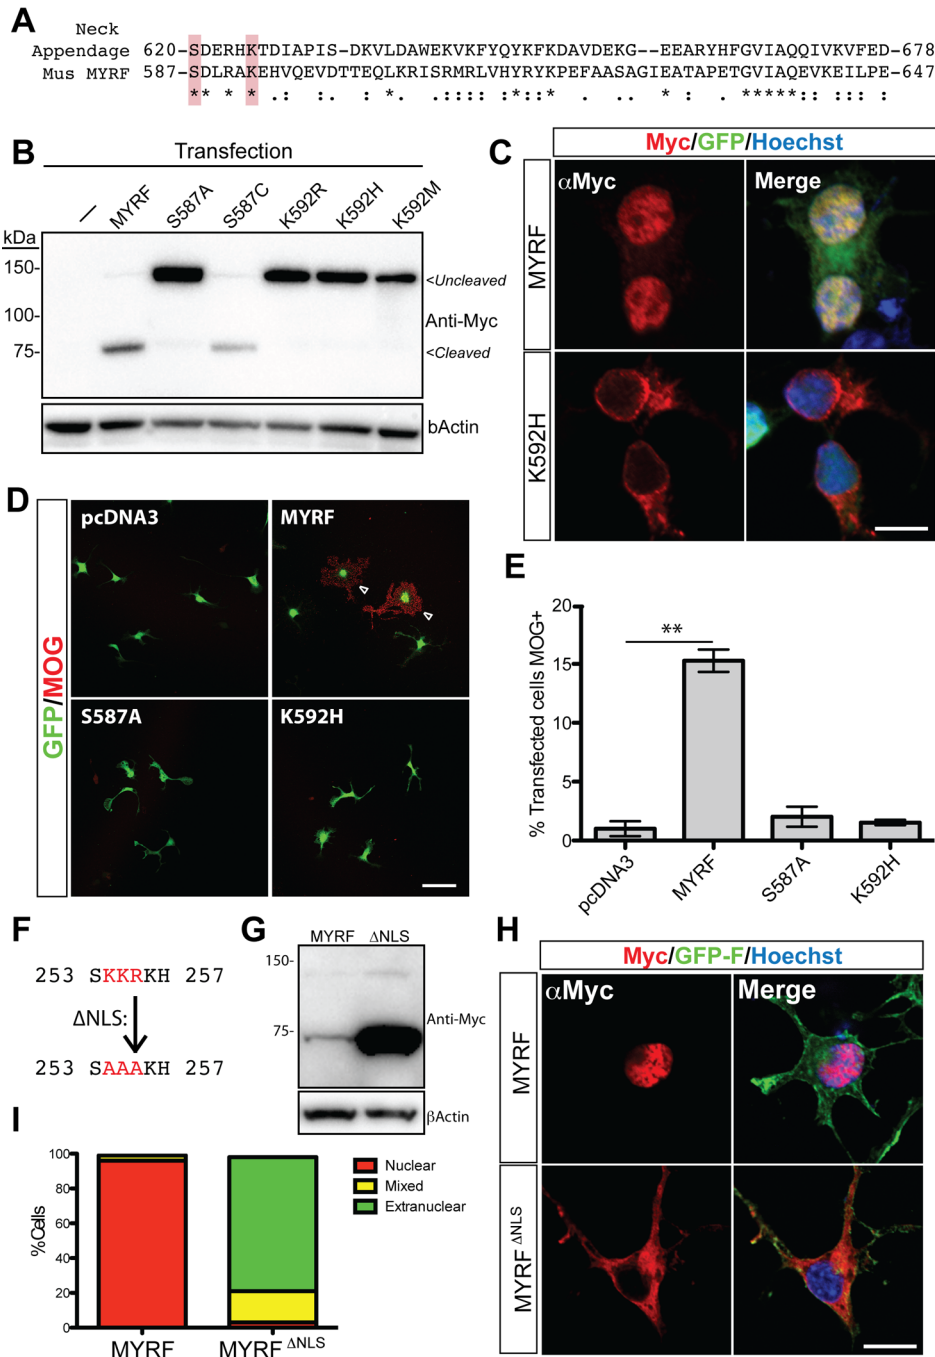 A
Neck
Appendage 620-SDERHKTDIAPIS-DKVLDAWEKVKFYQYKFKDAVDEKG--EEARYHFGVIAQQIVKVFED-678
Mus MYRF 587-SDLRAKEHVQEVDTTEQLKRISRMRLVHYRYKPEFAASAGIEATAPETGVIAQEVKEILPE-647
B
Transfection
— MYRF S587A S587C K592R K592H K592M
kDa
150-
100-
75-
<Uncleaved
Anti-Myc
<Cleaved
bActin
C
Myc/GFP/Hoechst
αMyc
Merge
MYRF
K592H
D
GFP/MOG
pcDNA3
MYRF
S587A
K592H
E
% Transfected cells MOG+
20
15
10
5
0
**
pcDNA3
MYRF
S587A
K592H
F
253 SKKRKH 257
ΔNLS:
253 SAAAKH 257
G
MYRF ΔNLS
150-
75-
Anti-Myc
βActin
H
Myc/GFP-F/Hoechst
αMyc
Merge
MYRF
MYRF ΔNLS
I
%Cells
100
80
60
40
20
0
MYRF
MYRF ΔNLS
Nuclear
Mixed
Extranuclear